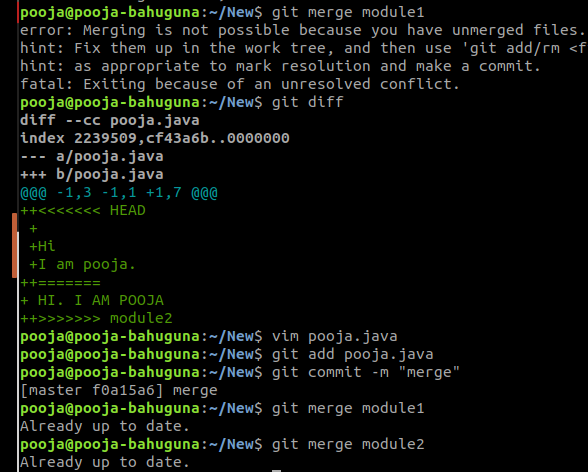 pooja@pooja-bahuguna:~/New$ git merge module1
error: Merging is not possible because you have unmerged files.
hint: Fix them up in the work tree, and then use 'git add/rm <f
hint: as appropriate to mark resolution and make a commit.
fatal: Exiting because of an unresolved conflict.
pooja@pooja-bahuguna:~/New$ git diff
diff --cc pooja.java
index 2239509,cf43a6b..0000000
--- a/pooja.java
+++ b/pooja.java
@@@ -1,3 -1,1 +1,7 @@@
++<<<<<<< HEAD
 +
 +Hi
 +I am pooja.
++=======
+ HI. I AM POOJA
++>>>>>>> module2
pooja@pooja-bahuguna:~/New$ vim pooja.java
pooja@pooja-bahuguna:~/New$ git add pooja.java
pooja@pooja-bahuguna:~/New$ git commit -m "merge"
[master f0a15a6] merge
pooja@pooja-bahuguna:~/New$ git merge module1
Already up to date.
pooja@pooja-bahuguna:~/New$ git merge module2
Already up to date.